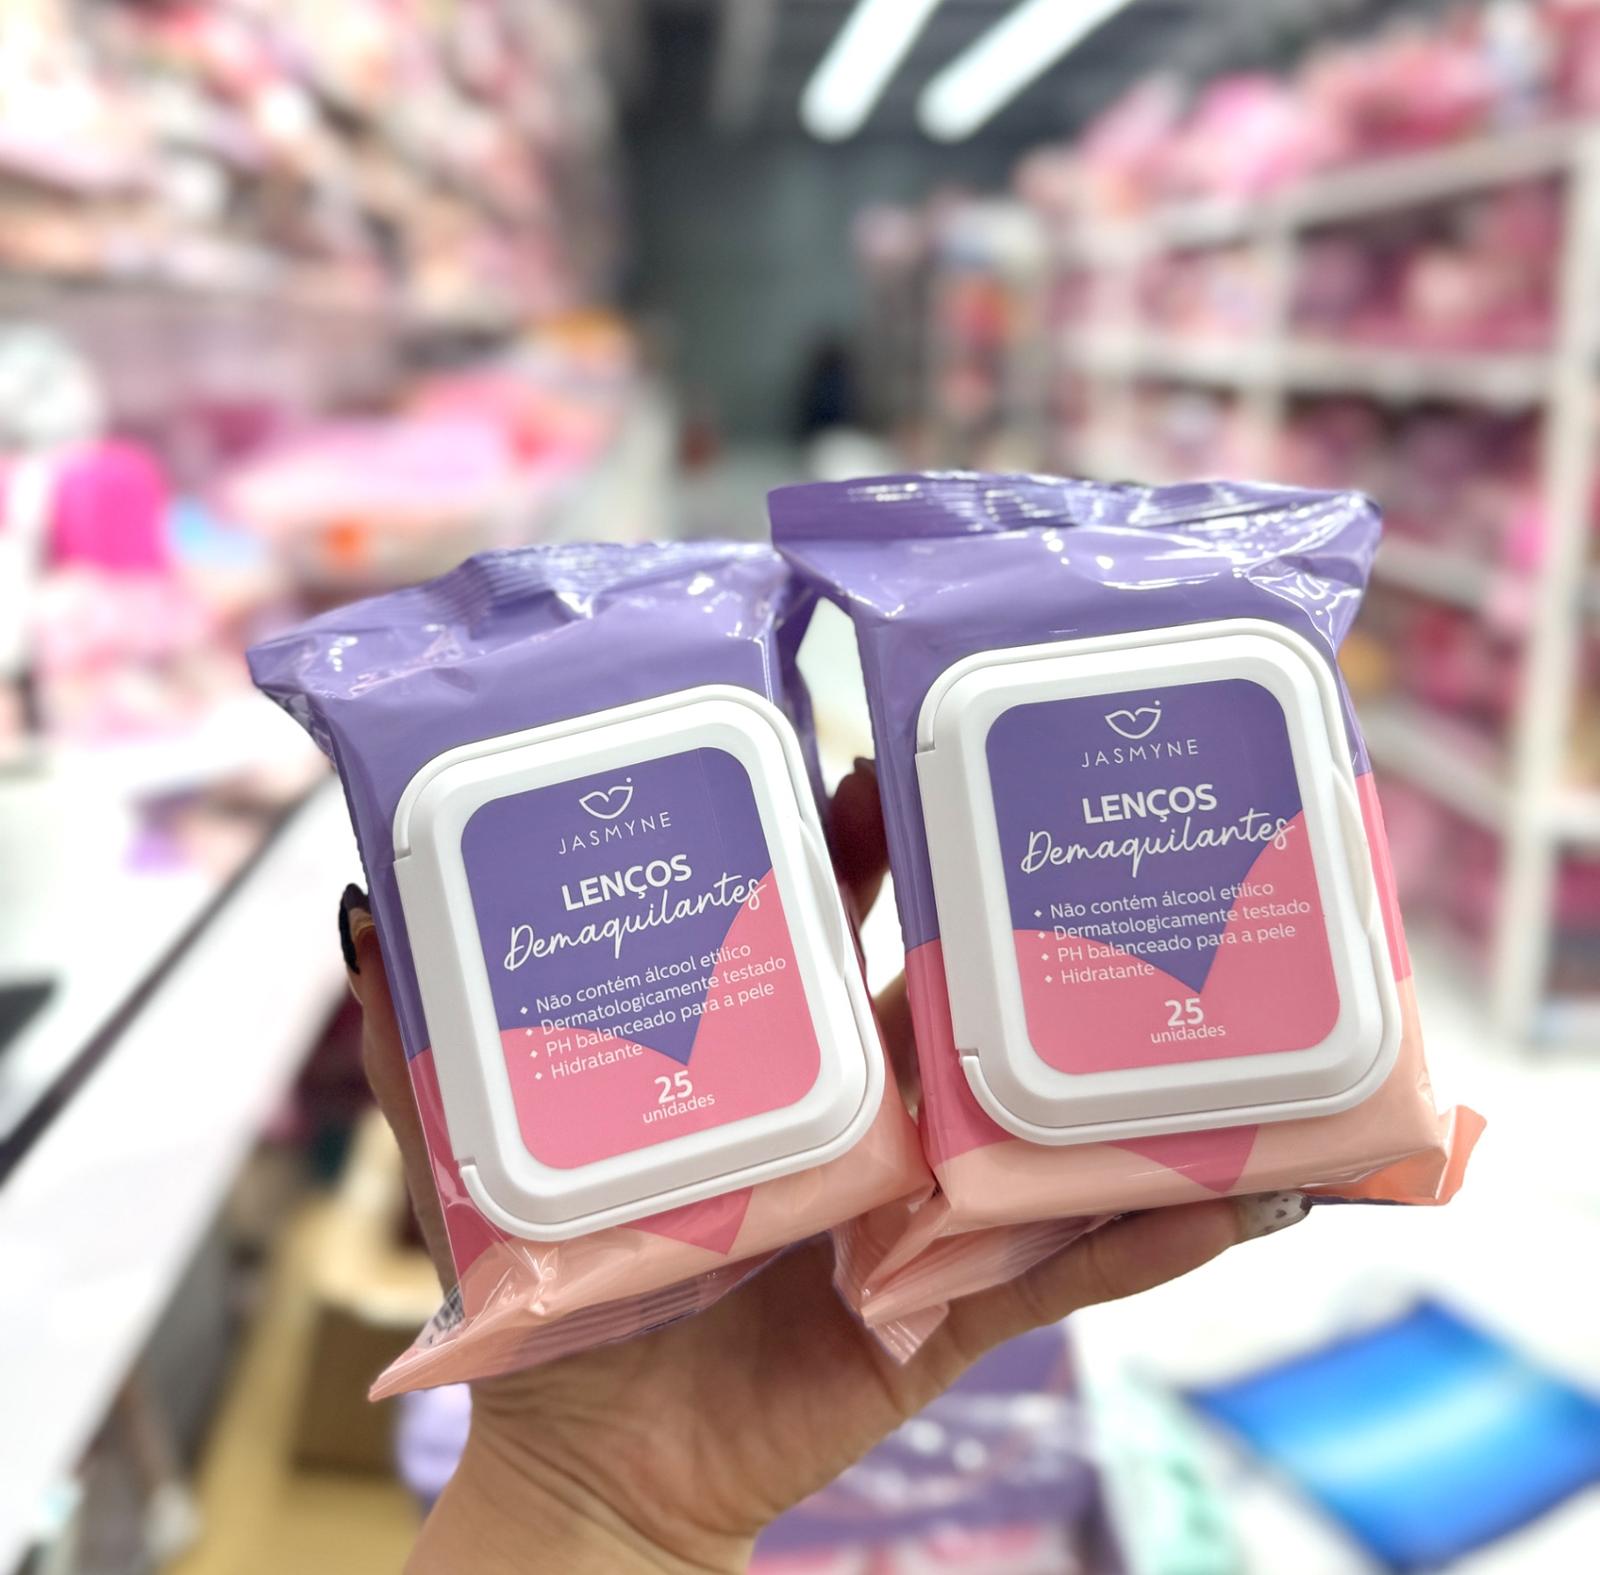 JASMYNE
LENÇOS
Demaquilantes
Não contém álcool etílico
Dermatologicamente testado
PH balanceado para a pele
Hidratante
25
unidades
JASMYNE
LENÇOS
Demaquilantes
Não contém álcool etílico
Dermatologicamente testado
PH balanceado para a pele
Hidratante
25
unidades